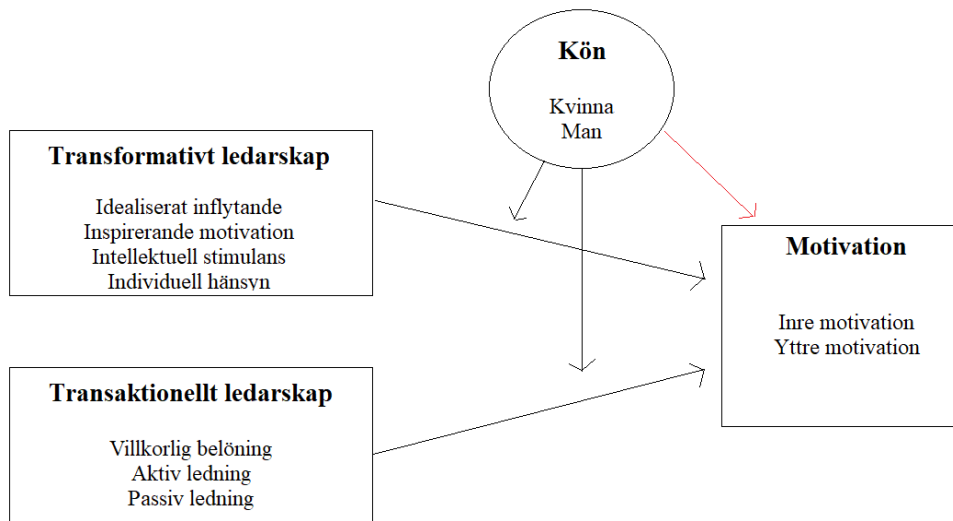 Kön
Kvinna
Man
Transformativt ledarskap
Idealiserat inflytande
Inspirerande motivation
Intellektuell stimulans
Individuell hänsyn
Motivation
Inre motivation
Yttre motivation
Transaktionellt ledarskap
Villkorlig belöning
Aktiv ledning
Passiv ledning